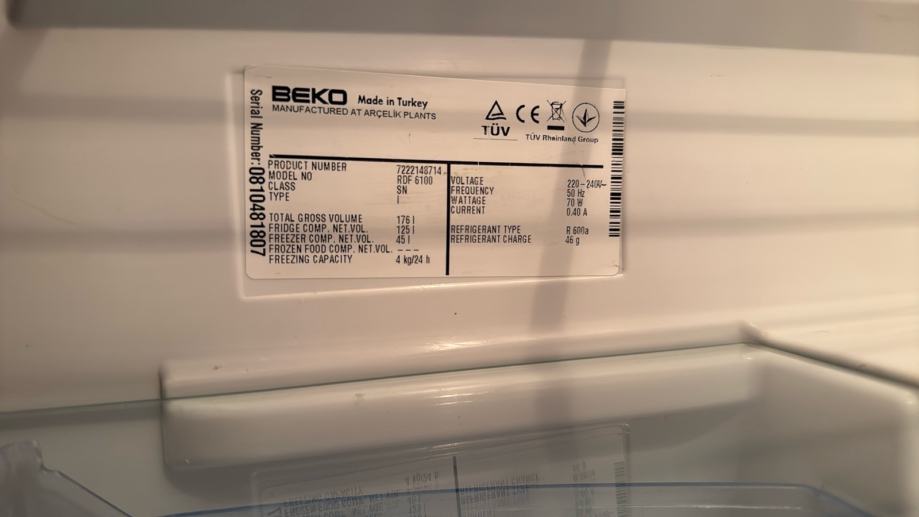 BEKO Made in Turkey
MANUFACTURED AT ARÇELİK PLANTS
TÜV CE
TÜV Rheinland Group
Serial Number: 0810481807
PRODUCT NUMBER 7222148714
MODEL NO RDF 6100
CLASS SN
TYPE I
TOTAL GROSS VOLUME 176 l
FRIDGE COMP. NET.VOL. 125 l
FREEZER COMP. NET.VOL. 45 l
FROZEN FOOD COMP. NET.VOL. ---
FREEZING CAPACITY 4 kg/24 h
VOLTAGE 220-240V~
FREQUENCY 50 Hz
WATTAGE 70 W
CURRENT 0.40 A
REFRIGERANT TYPE R 600a
REFRIGERANT CHARGE 46 g